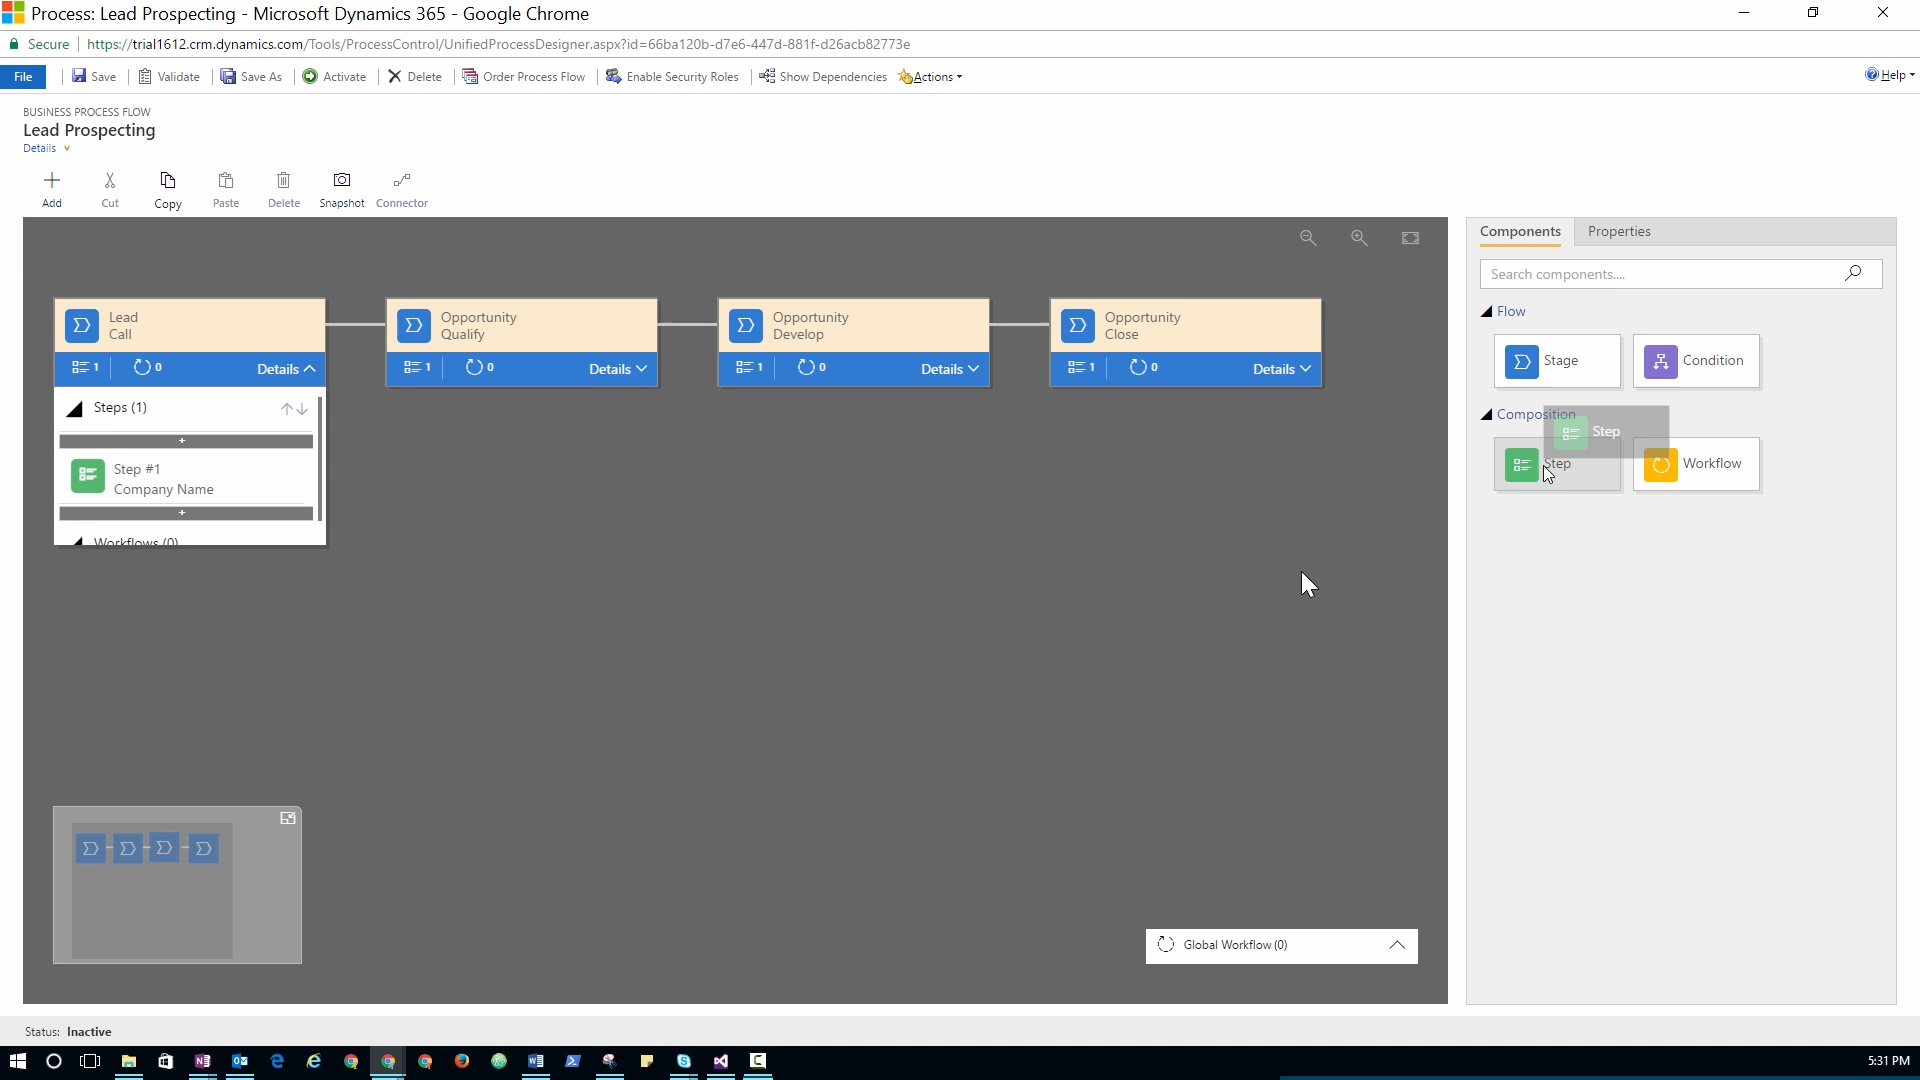 Process: Lead Prospecting - Microsoft Dynamics 365 - Google Chrome
Secure https://trial1612.crm.dynamics.com/Tools/ProcessControl/UnifiedProcessDesigner.aspx?id=66ba120b-d7e6-447d-881f-d26acb82773e
File Save Validate Save As Activate Delete Order Process Flow Enable Security Roles Show Dependencies Actions Help
BUSINESS PROCESS FLOW
Lead Prospecting
Details
Add Cut Copy Paste Delete Snapshot Connector
Components Properties
Search components....
Flow
Stage Condition
Composition
Step
Step Workflow
Lead
Call
1 0 Details
Opportunity
Qualify
1 0 Details
Opportunity
Develop
1 0 Details
Opportunity
Close
1 0 Details
Steps (1)
+
Step #1
Company Name
+
Workflows (0)
Global Workflow (0)
Status: Inactive
5:31 PM